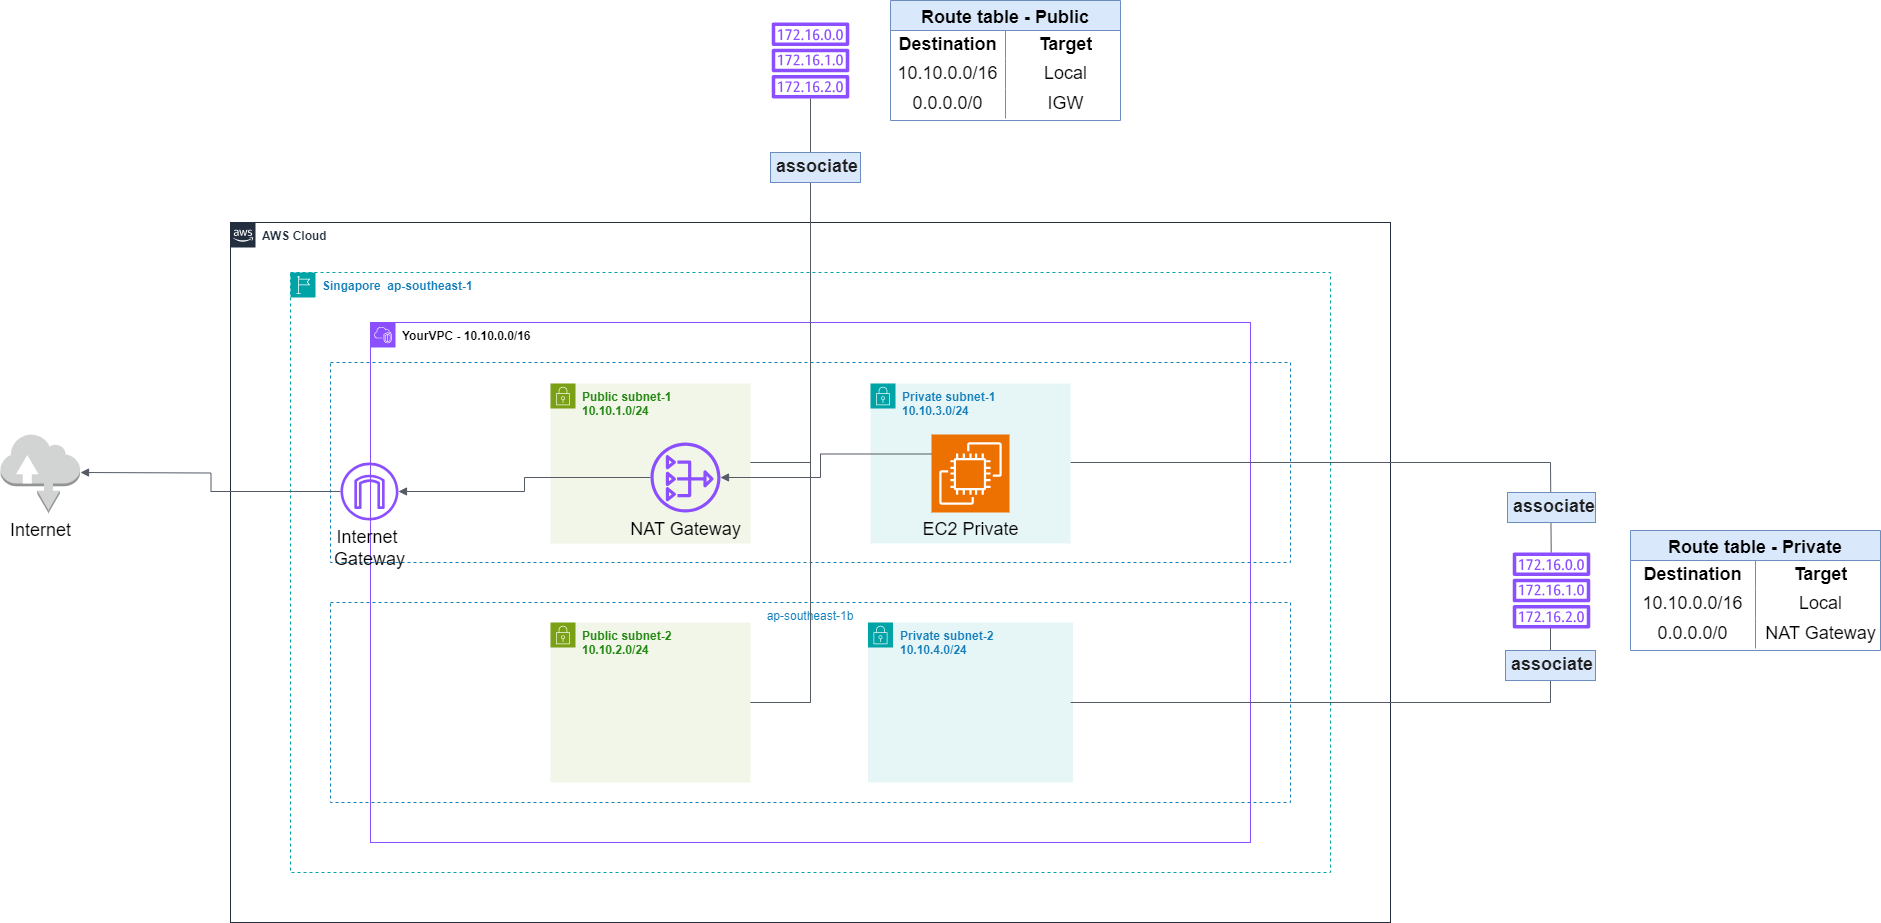 172.16.0.0
172.16.1.0
172.16.2.0
Route table - Public
Destination Target
10.10.0.0/16 Local
0.0.0.0/0 IGW
associate
aws
AWS Cloud
Singapore ap-southeast-1
YourVPC - 10.10.0.0/16
Public subnet-1
10.10.1.0/24
Private subnet-1
10.10.3.0/24
Internet
Internet
Gateway
NAT Gateway
EC2 Private
associate
172.16.0.0
172.16.1.0
172.16.2.0
associate
Route table - Private
Destination Target
10.10.0.0/16 Local
0.0.0.0/0 NAT Gateway
ap-southeast-1b
Public subnet-2
10.10.2.0/24
Private subnet-2
10.10.4.0/24